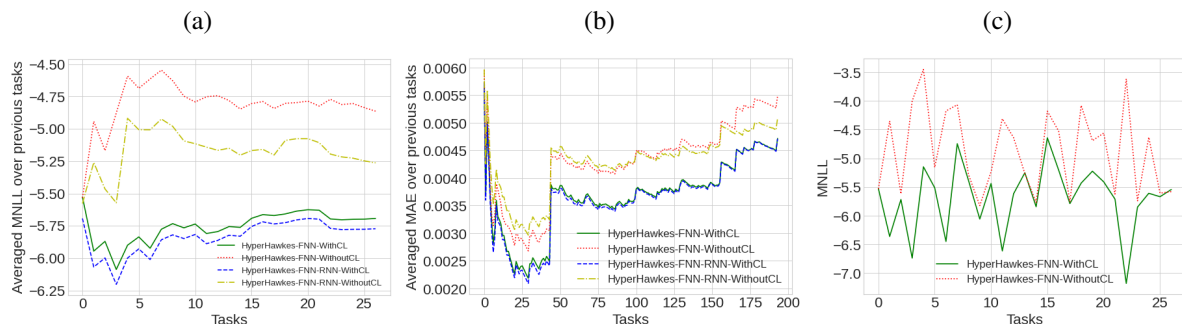 (a)
−4.50
−4.75
−5.00
−5.25
−5.50
−5.75
−6.00
−6.25
Averaged MNLL over previous tasks
HyperHawkes-FNN-WithCL
HyperHawkes-FNN-WithoutCL
HyperHawkes-FNN-RNN-WithCL
HyperHawkes-FNN-RNN-WithoutCL
0 5 10 15 20 25
Tasks
(b)
0.0060
0.0055
0.0050
0.0045
0.0040
0.0035
0.0030
0.0025
0.0020
Averaged MAE over previous tasks
HyperHawkes-FNN-WithCL
HyperHawkes-FNN-WithoutCL
HyperHawkes-FNN-RNN-WithCL
HyperHawkes-FNN-RNN-WithoutCL
0 25 50 75 100 125 150 175 200
Tasks
(c)
−3.5
−4.0
−4.5
−5.0
−5.5
−6.0
−6.5
−7.0
MNLL
HyperHawkes-FNN-WithCL
HyperHawkes-FNN-WithoutCL
0 5 10 15 20 25
Tasks